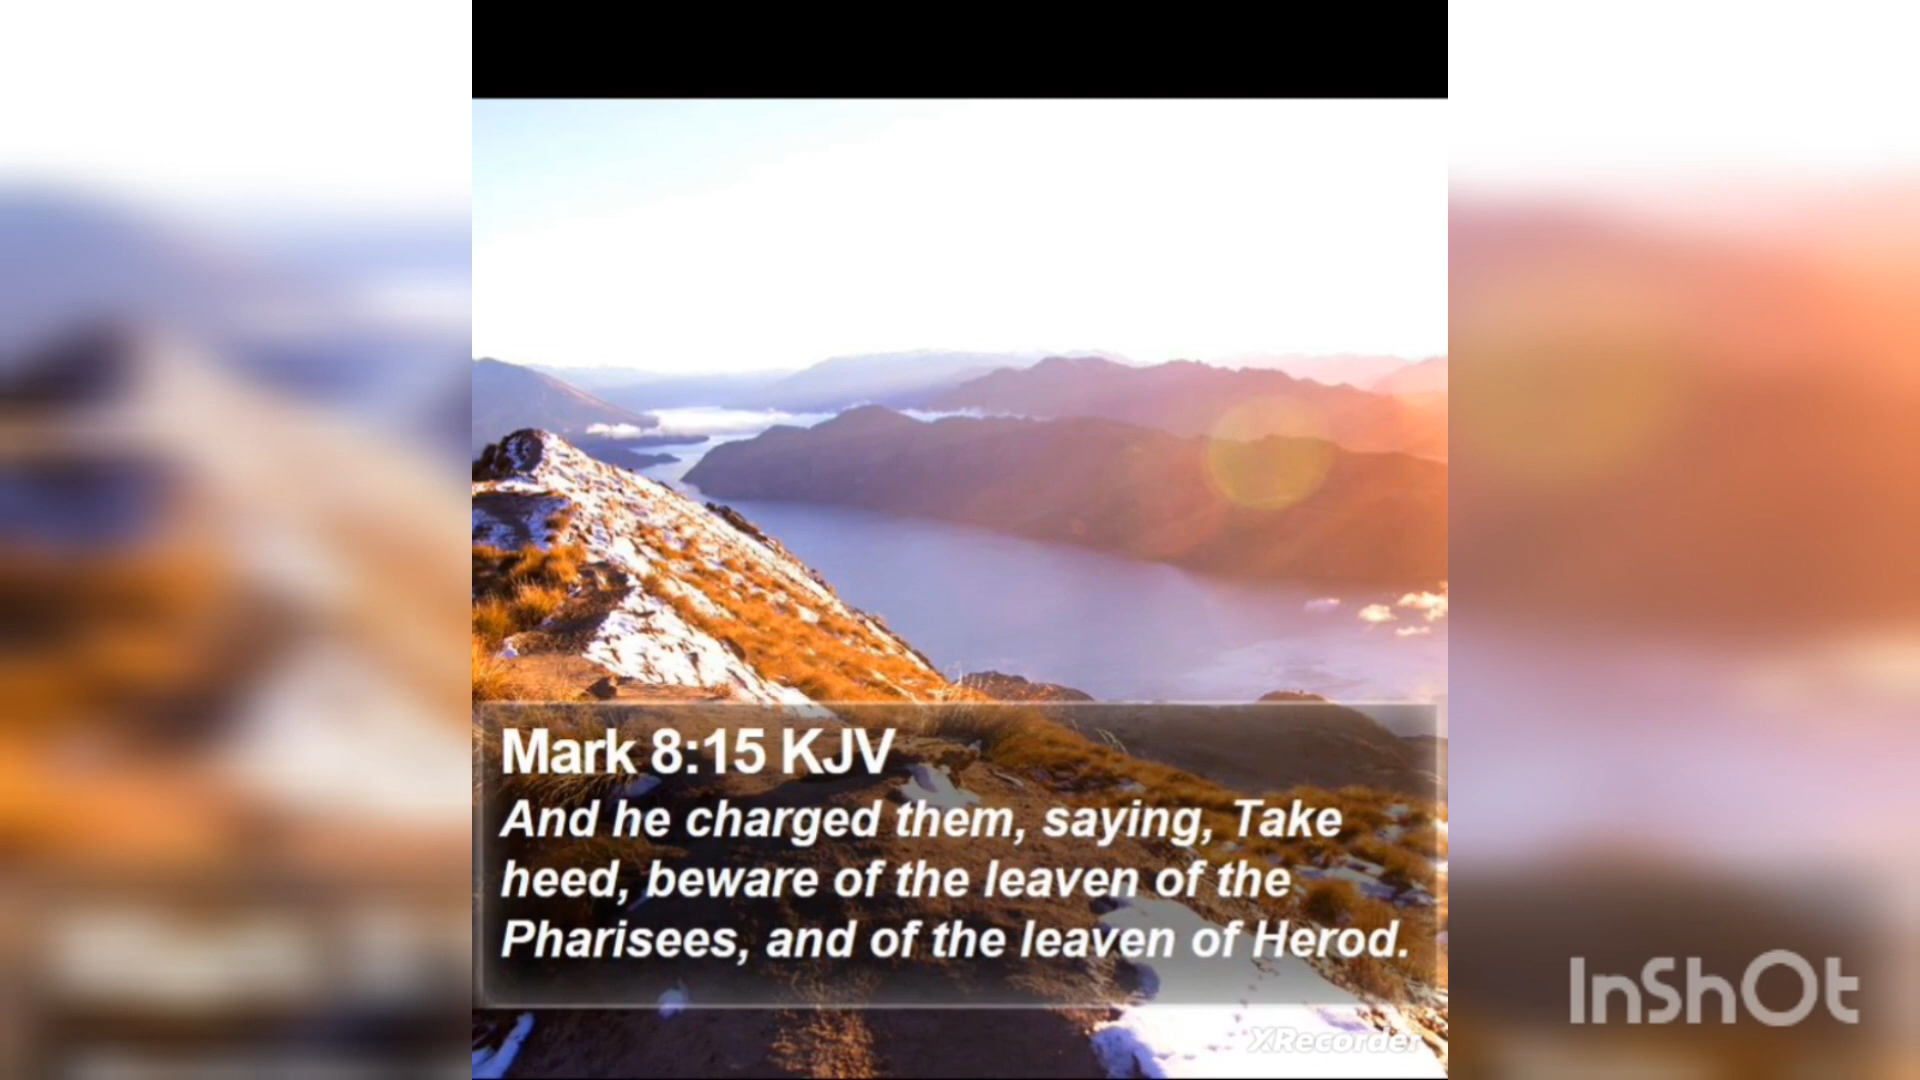 Mark 8:15 KJV
And he charged them, saying, Take
heed, beware of the leaven of the
Pharisees, and of the leaven of Herod.
InShOt
XRecorder